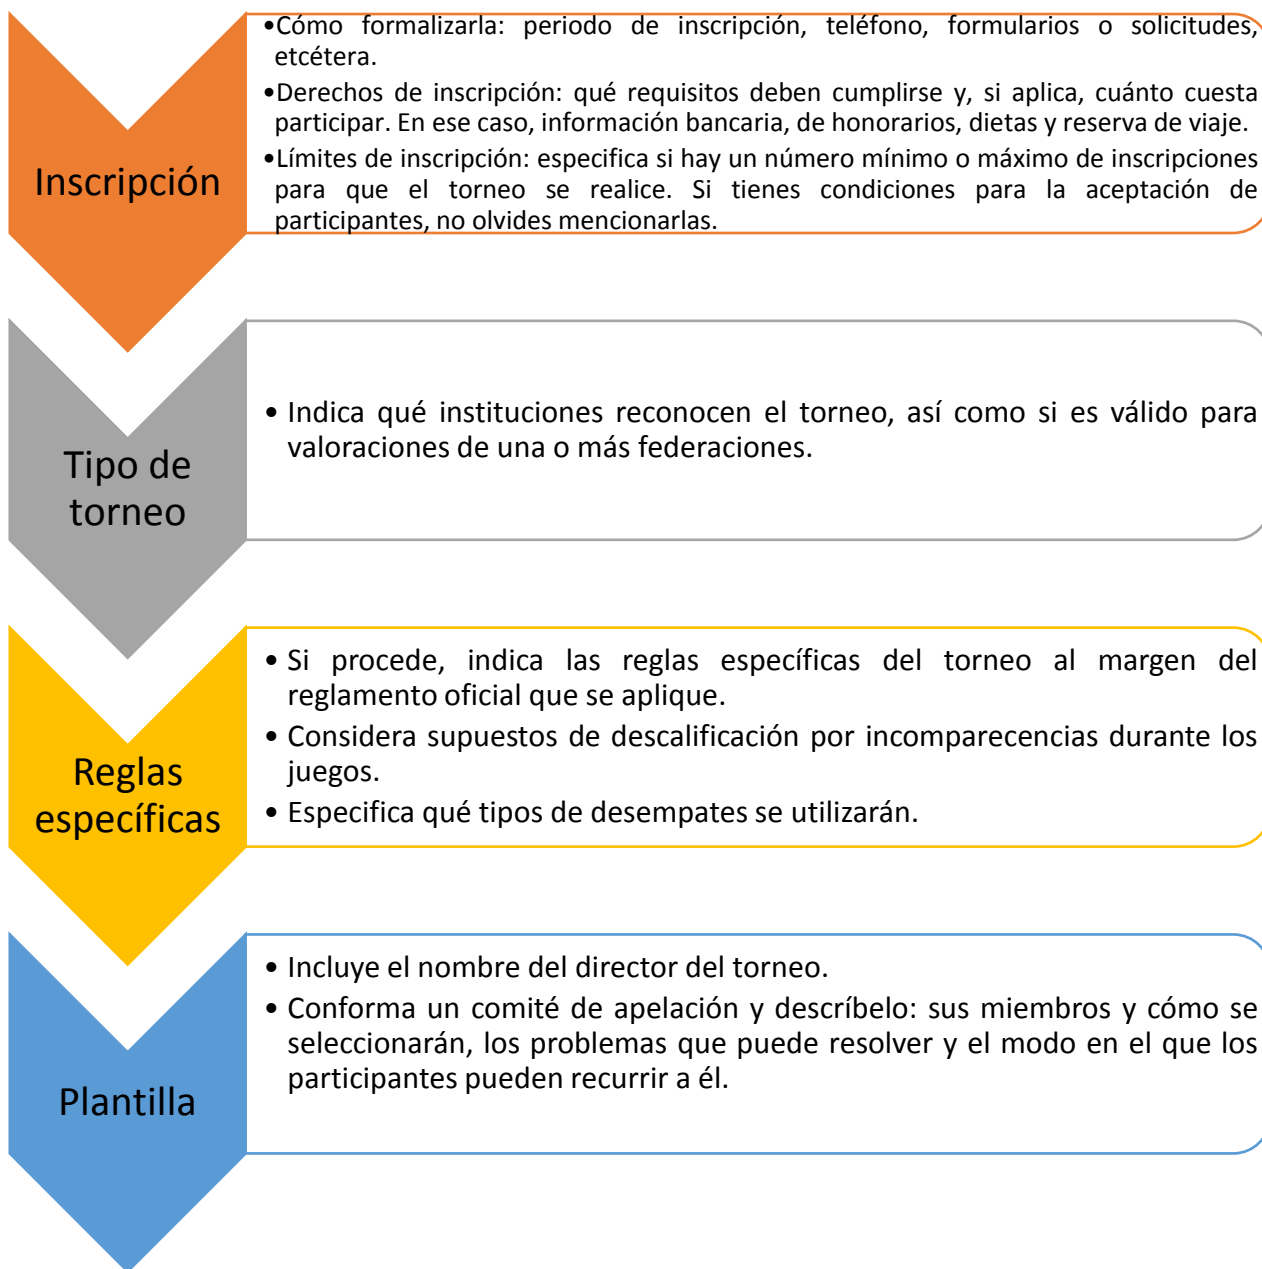 Inscripción
•Cómo formalizarla: periodo de inscripción, teléfono, formularios o solicitudes,
etcétera.
•Derechos de inscripción: qué requisitos deben cumplirse y, si aplica, cuánto cuesta
participar. En ese caso, información bancaria, de honorarios, dietas y reserva de viaje.
•Límites de inscripción: especifica si hay un número mínimo o máximo de inscripciones
para que el torneo se realice. Si tienes condiciones para la aceptación de
participantes, no olvides mencionarlas.
Tipo de
torneo
• Indica qué instituciones reconocen el torneo, así como si es válido para
valoraciones de una o más federaciones.
Reglas
específicas
• Si procede, indica las reglas específicas del torneo al margen del
reglamento oficial que se aplique.
• Considera supuestos de descalificación por incomparecencias durante los
juegos.
• Especifica qué tipos de desempates se utilizarán.
Plantilla
• Incluye el nombre del director del torneo.
• Conforma un comité de apelación y descríbelo: sus miembros y cómo se
seleccionarán, los problemas que puede resolver y el modo en el que los
participantes pueden recurrir a él.